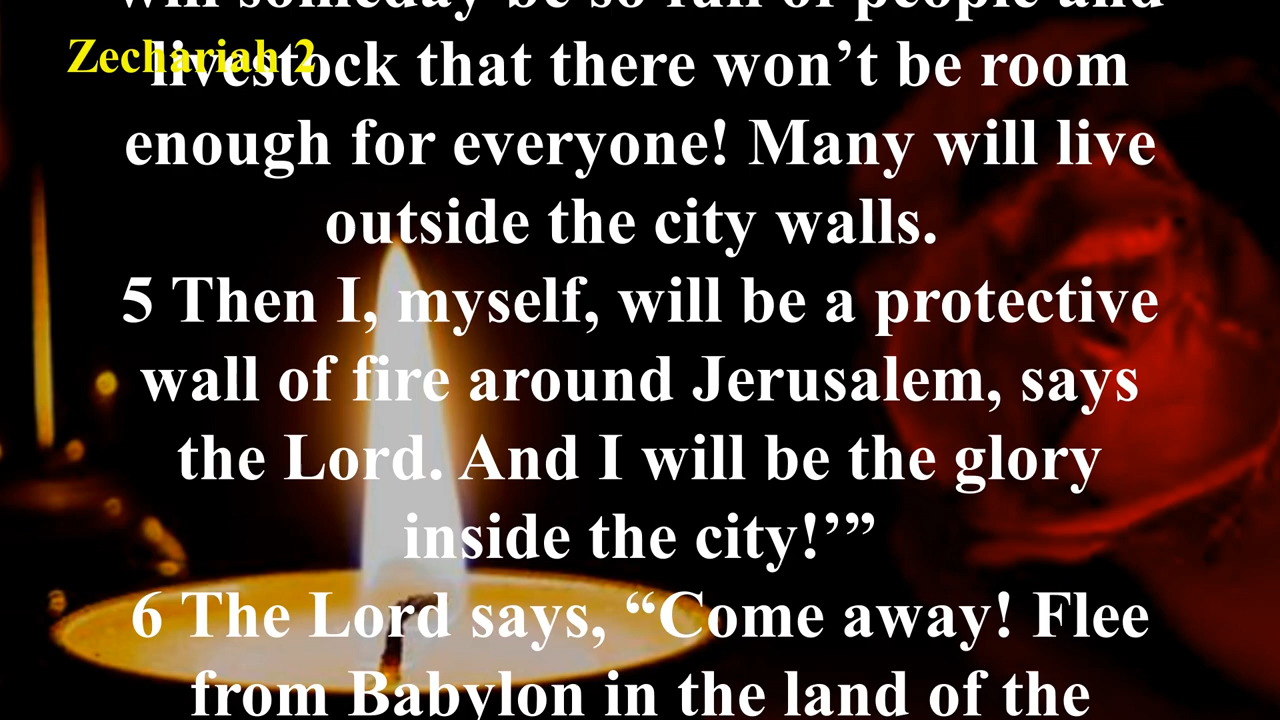 will someday be so full of people and
Zechariah 2
livestock that there won’t be room
enough for everyone! Many will live
outside the city walls.
5 Then I, myself, will be a protective
wall of fire around Jerusalem, says
the Lord. And I will be the glory
inside the city!’”
6 The Lord says, “Come away! Flee
from Babylon in the land of the